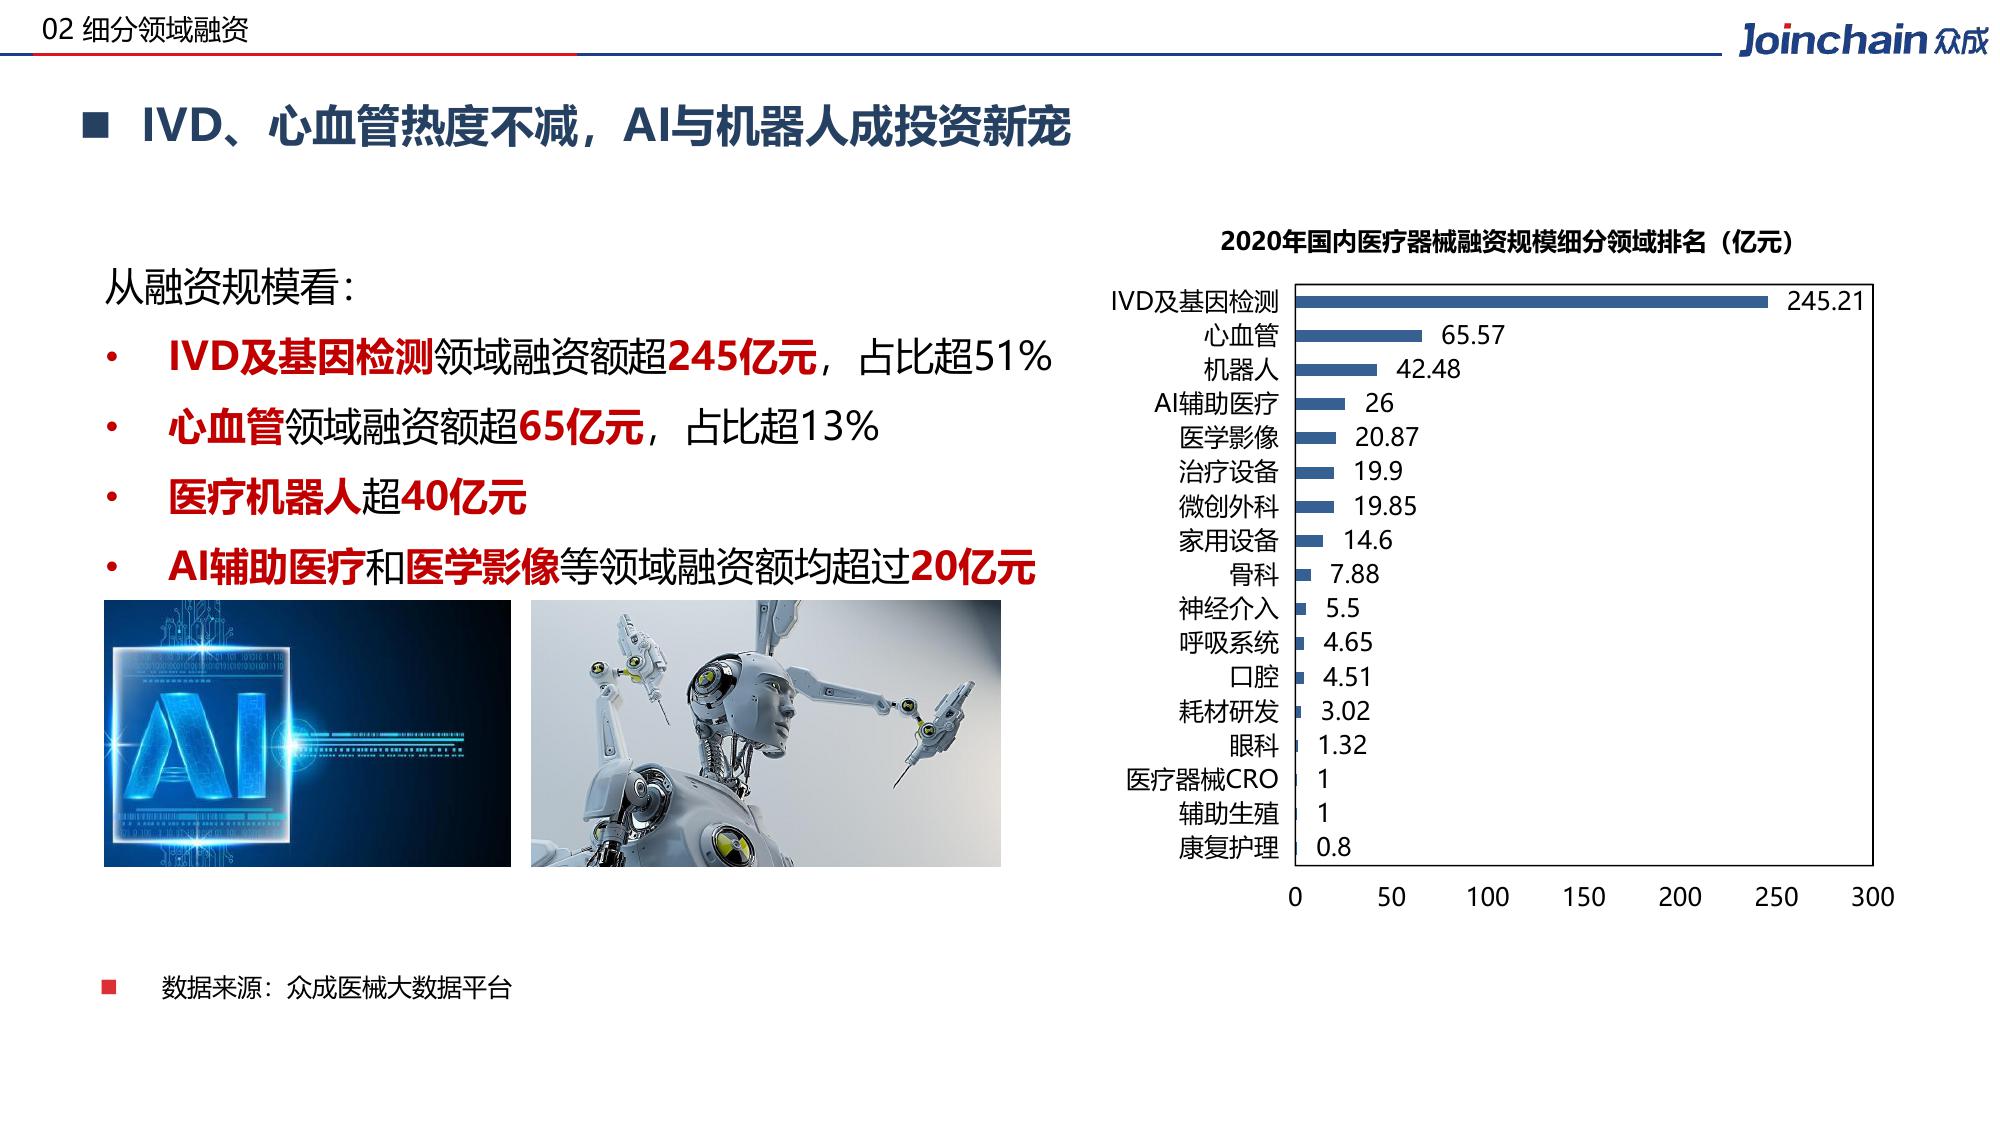 02 细分领域融资
Joinchain 众成
IVD、心血管热度不减，AI与机器人成投资新宠
从融资规模看：
• IVD及基因检测领域融资额超245亿元，占比超51%
• 心血管领域融资额超65亿元，占比超13%
• 医疗机器人超40亿元
• AI辅助医疗和医学影像等领域融资额均超过20亿元
AI
2020年国内医疗器械融资规模细分领域排名（亿元）
IVD及基因检测 245.21
心血管 65.57
机器人 42.48
AI辅助医疗 26
医学影像 20.87
治疗设备 19.9
微创外科 19.85
家用设备 14.6
骨科 7.88
神经介入 5.5
呼吸系统 4.65
口腔 4.51
耗材研发 3.02
眼科 1.32
医疗器械CRO 1
辅助生殖 1
康复护理 0.8
0 50 100 150 200 250 300
数据来源：众成医械大数据平台